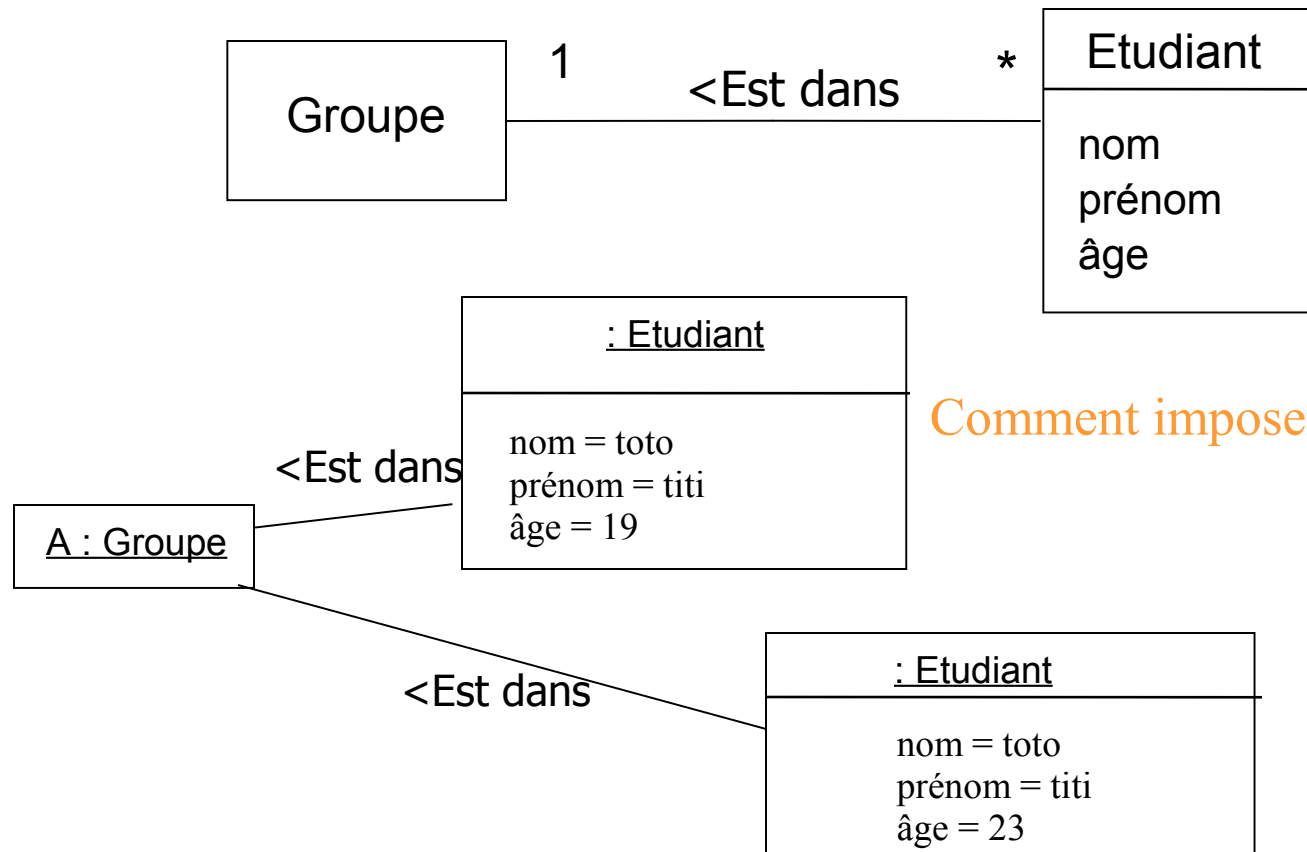 Groupe
1
<Est dans
*
Etudiant
nom
prénom
âge
: Etudiant
nom = toto
prénom = titi
âge = 19
Comment impose
<Est dans
A : Groupe
<Est dans
: Etudiant
nom = toto
prénom = titi
âge = 23